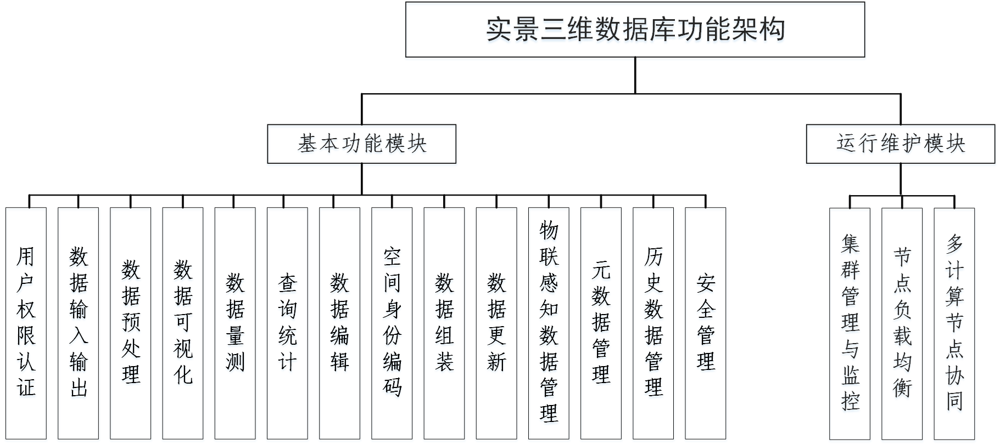 实景三维数据库功能架构
基本功能模块
运行维护模块
用户权限认证
数据输入输出
数据预处理
数据可视化
数据量测
查询统计
数据编辑
空间身份编码
数据组装
数据更新
物联感知数据管理
元数据管理
历史数据管理
安全管理
集群管理与监控
节点负载均衡
多计算节点协同